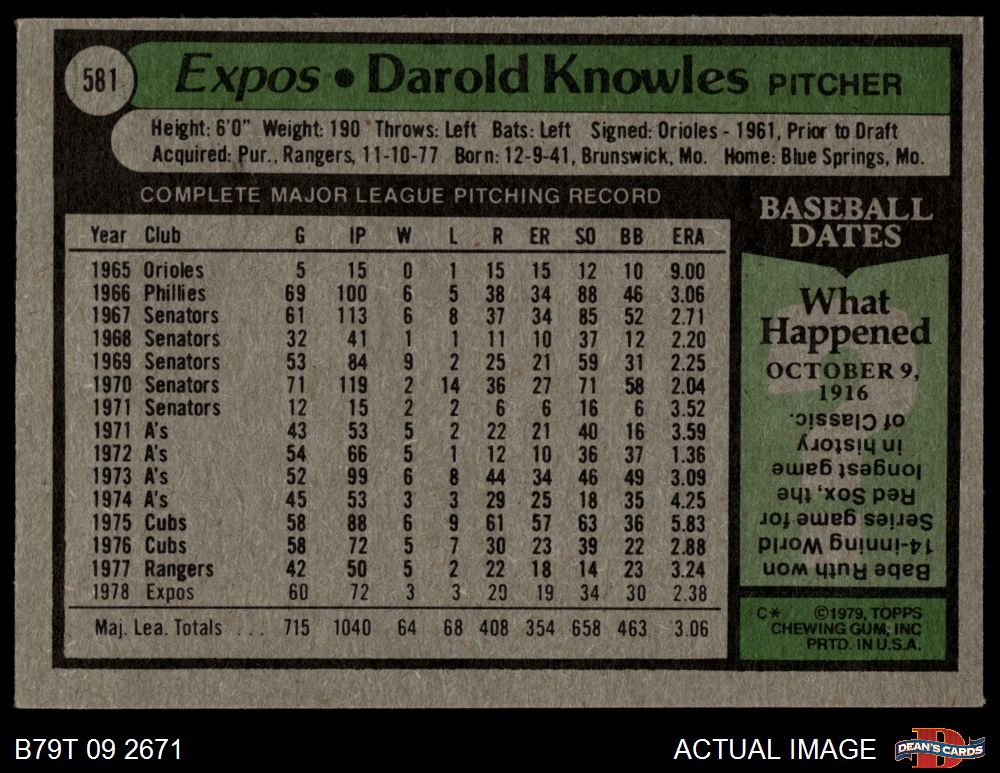 581
Expos • Darold Knowles PITCHER
Height: 6'0" Weight: 190 Throws: Left Bats: Left Signed: Orioles - 1961, Prior to Draft
Acquired: Pur., Rangers, 11-10-77 Born: 12-9-41, Brunswick, Mo. Home: Blue Springs, Mo.
COMPLETE MAJOR LEAGUE PITCHING RECORD
Year Club G IP W L R ER SO BB ERA
1965 Orioles 5 15 0 1 15 15 12 10 9.00
1966 Phillies 69 100 6 5 38 34 88 46 3.06
1967 Senators 61 113 6 8 37 34 85 52 2.71
1968 Senators 32 41 1 1 11 10 37 12 2.20
1969 Senators 53 84 9 2 25 21 59 31 2.25
1970 Senators 71 119 2 14 36 27 71 58 2.04
1971 Senators 12 15 2 2 6 6 16 6 3.52
1971 A's 43 53 5 2 22 21 40 16 3.59
1972 A's 54 66 5 1 12 10 36 37 1.36
1973 A's 52 99 6 8 44 34 46 49 3.09
1974 A's 45 53 3 3 29 25 18 35 4.25
1975 Cubs 58 88 6 9 61 57 63 36 5.83
1976 Cubs 58 72 5 7 30 23 39 22 2.88
1977 Rangers 42 50 5 2 22 18 14 23 3.24
1978 Expos 60 72 3 3 20 19 34 30 2.38
Maj. Lea. Totals ... 715 1040 64 68 408 354 658 463 3.06
BASEBALL
DATES
What
Happened
OCTOBER 9,
1916
Babe Ruth won
14-inning World
Series game for
Red Sox, the
longest game
in history
of Classic.
C* ©1979, TOPPS
CHEWING GUM, INC
PRTD. IN U.S.A.
B79T 09 2671
ACTUAL IMAGE
DEAN'S CARDS